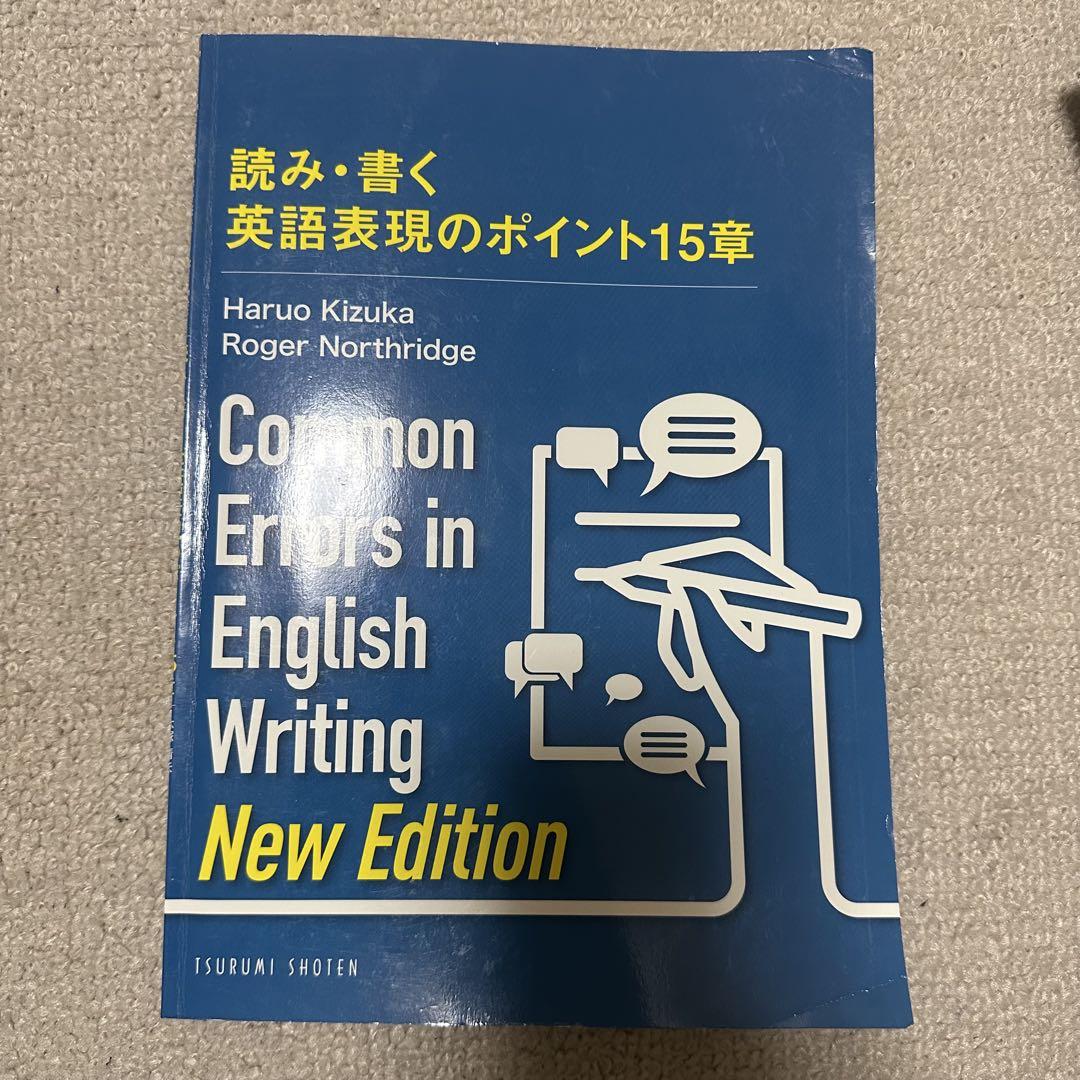 読み・書く
英語表現のポイント15章
Haruo Kizuka
Roger Northridge
Common
Errors in
English
Writing
New Edition
TSURUMI SHOTEN